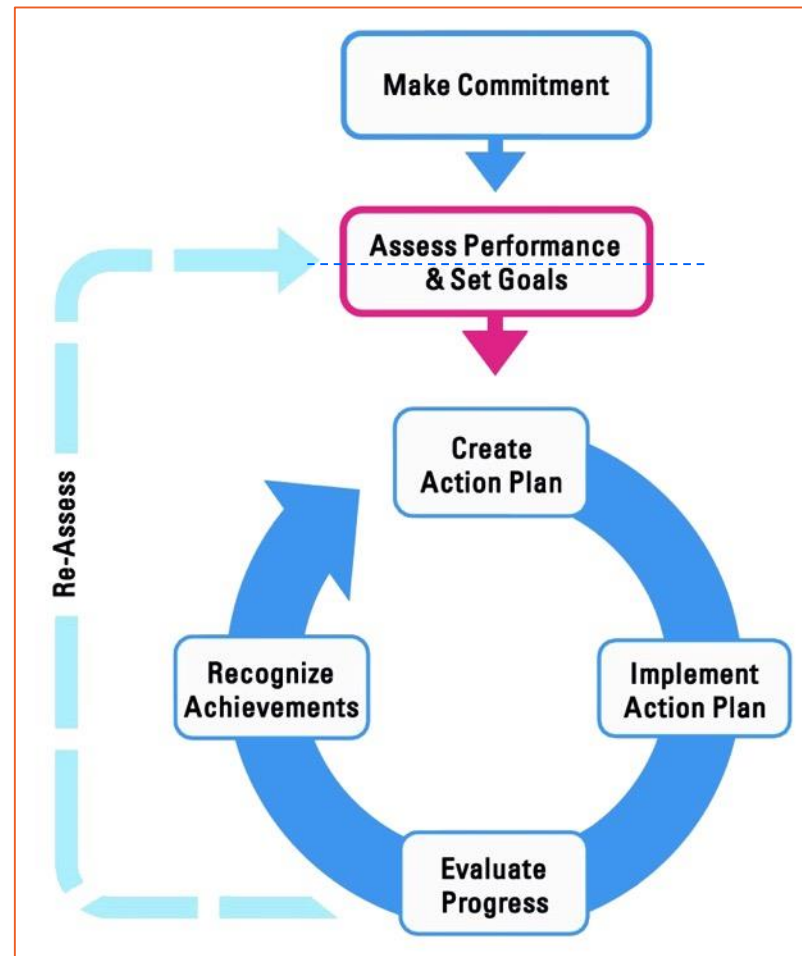 Make Commitment
Assess Performance
& Set Goals
Create
Action Plan
Re-Assess
Recognize
Achievements
Implement
Action Plan
Evaluate
Progress